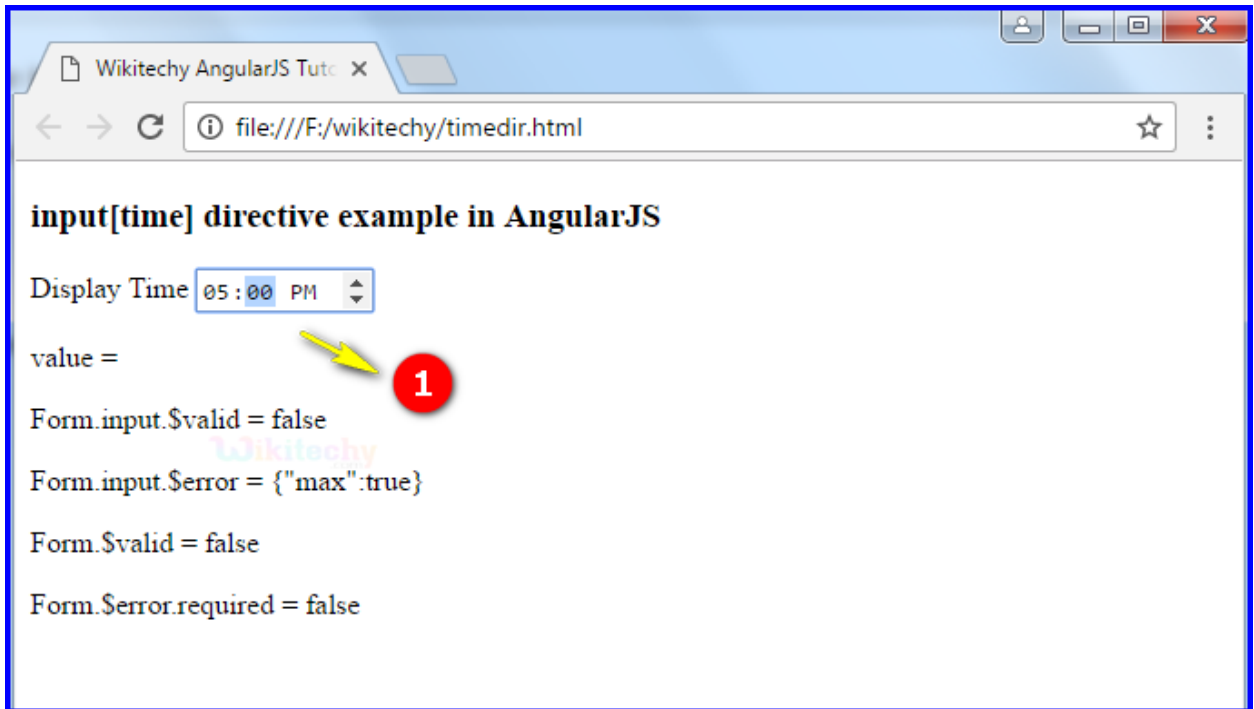 Wikitechy AngularJS Tuto
file:///F:/wikitechy/timedir.html
input[time] directive example in AngularJS
Display Time 05:00 PM
value =
1
Form.input.$valid = false
Wikitechy
Form.input.$error = {"max":true}
Form.$valid = false
Form.$error.required = false